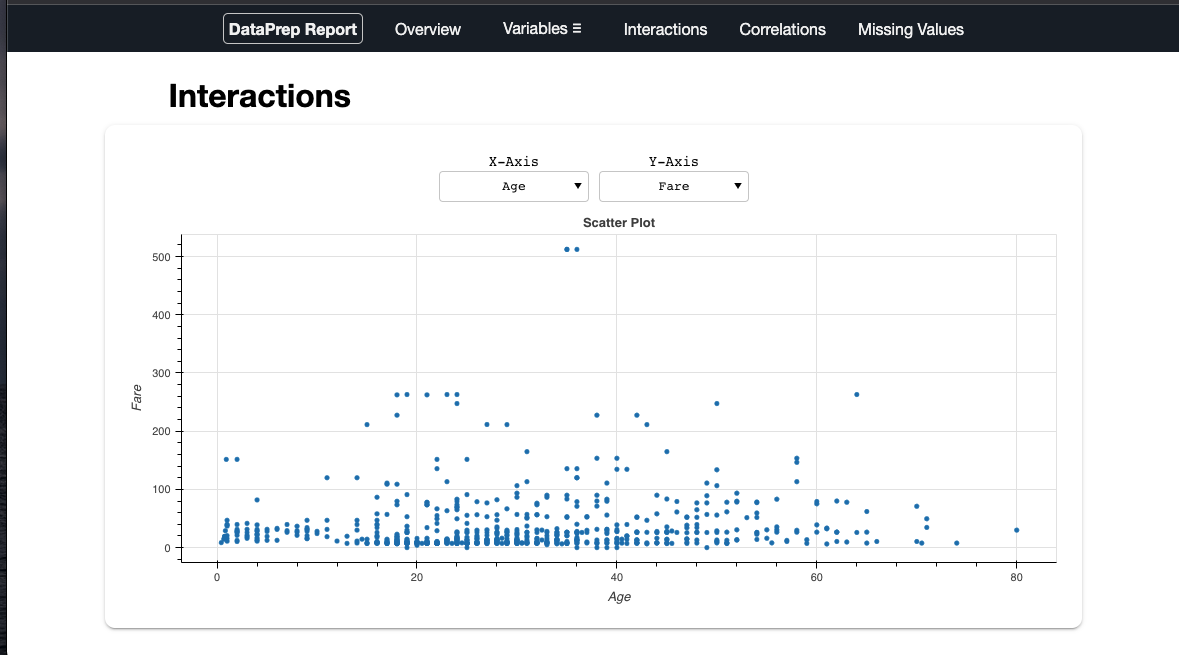 DataPrep Report Overview Variables ☰ Interactions Correlations Missing Values
Interactions
X-Axis Y-Axis
Age ▼ Fare ▼
Scatter Plot
500
400
300
200
100
0
Fare
0 20 40 60 80
Age